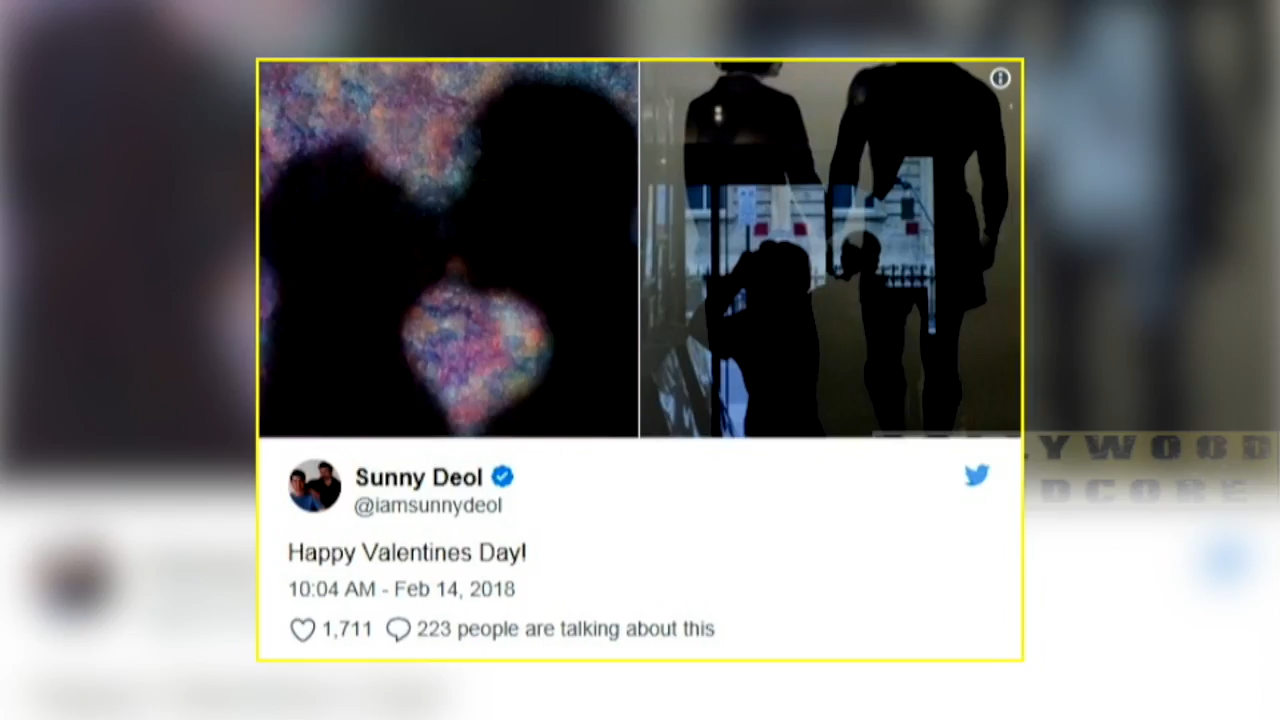 Sunny Deol
@iamsunnydeol
Happy Valentines Day!
10:04 AM - Feb 14, 2018
1,711 223 people are talking about this